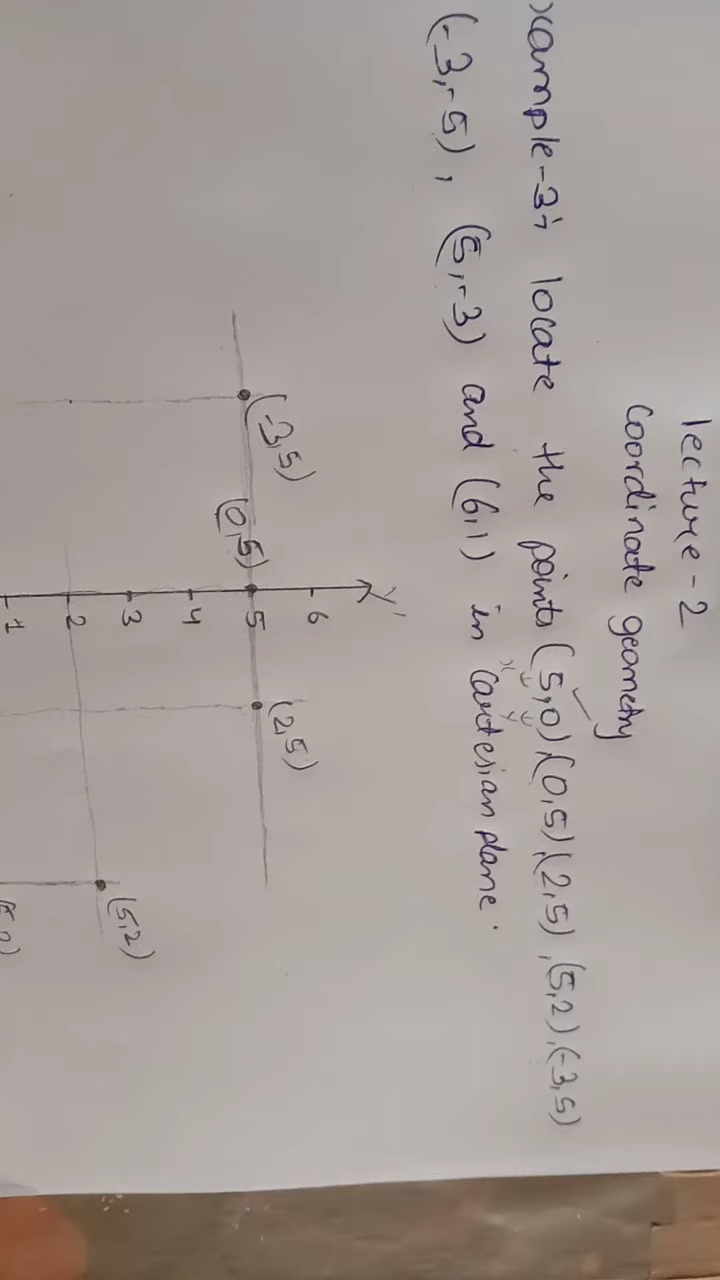 lecture - 2
Coordinate geometry
xample-3:- locate the points (5,0),(0,5),(2,5),(5,2),(-3,5)
x y
(-3,-5), (5,-3) and (6,1) in Cartesian plane.
Y'
6
(-3,5)
(0,5)
5
(2,5)
4
3
2
(5,2)
1